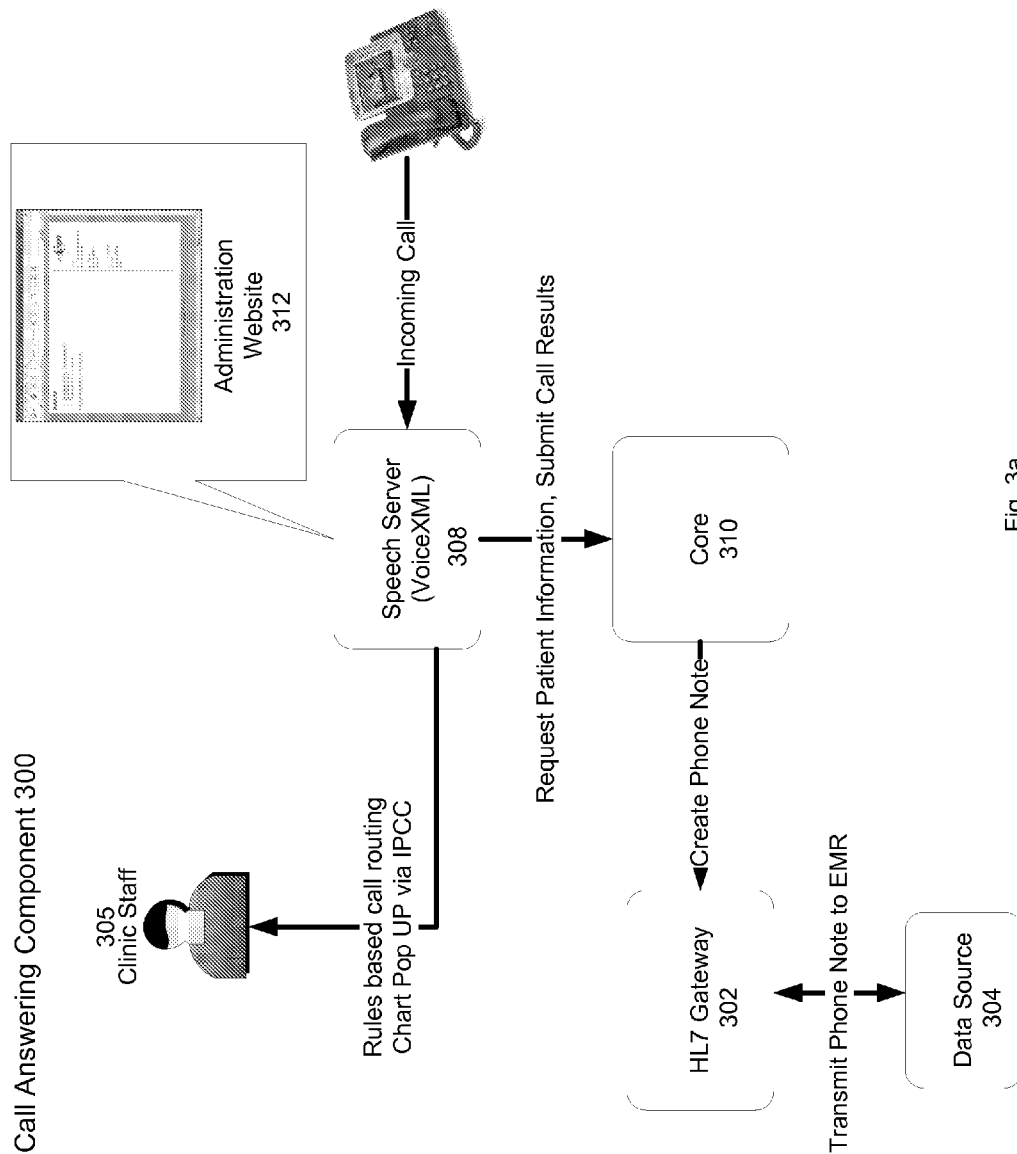 Call Answering Component 300
305
Clinic Staff
Rules based call routing
Chart Pop UP via IPCC
Administration
Website
312
Speech Server
(VoiceXML)
308
Incoming Call
Request Patient Information, Submit Call Results
Core
310
Create Phone Note
HL7 Gateway
302
Transmit Phone Note to EMR
Data Source
304
Fig. 3a